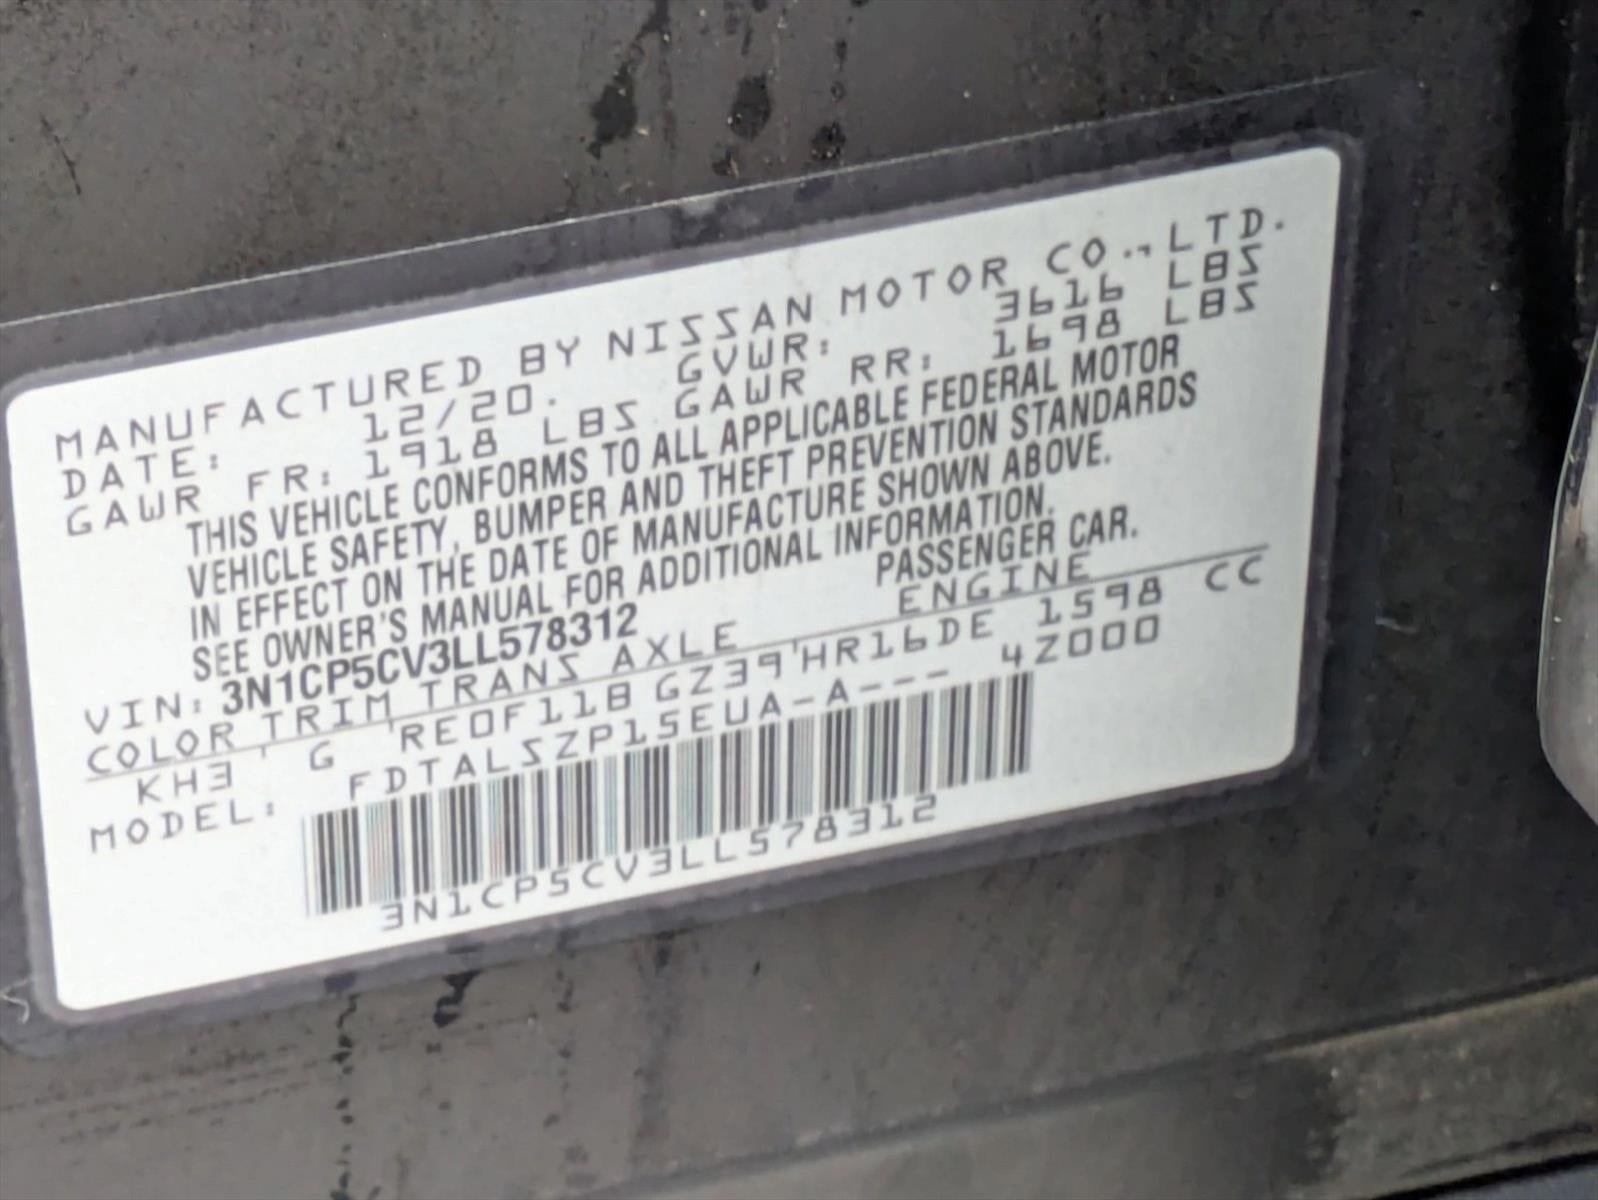 MANUFACTURED BY NISSAN MOTOR CO.,LTD.
DATE: 12/20. GVWR: 3616 LBS
GAWR FR: 1918 LBS GAWR RR: 1698 LBS
THIS VEHICLE CONFORMS TO ALL APPLICABLE FEDERAL MOTOR
VEHICLE SAFETY, BUMPER AND THEFT PREVENTION STANDARDS
IN EFFECT ON THE DATE OF MANUFACTURE SHOWN ABOVE.
SEE OWNER'S MANUAL FOR ADDITIONAL INFORMATION.
VIN: 3N1CP5CV3LL578312 PASSENGER CAR.
COLOR TRIM TRANS AXLE ENGINE
KH3 G RE0F11B GZ39 HR16DE 1598 CC
MODEL: FDTALSZP15EUA-A--- 4Z000
3N1CP5CV3LL578312